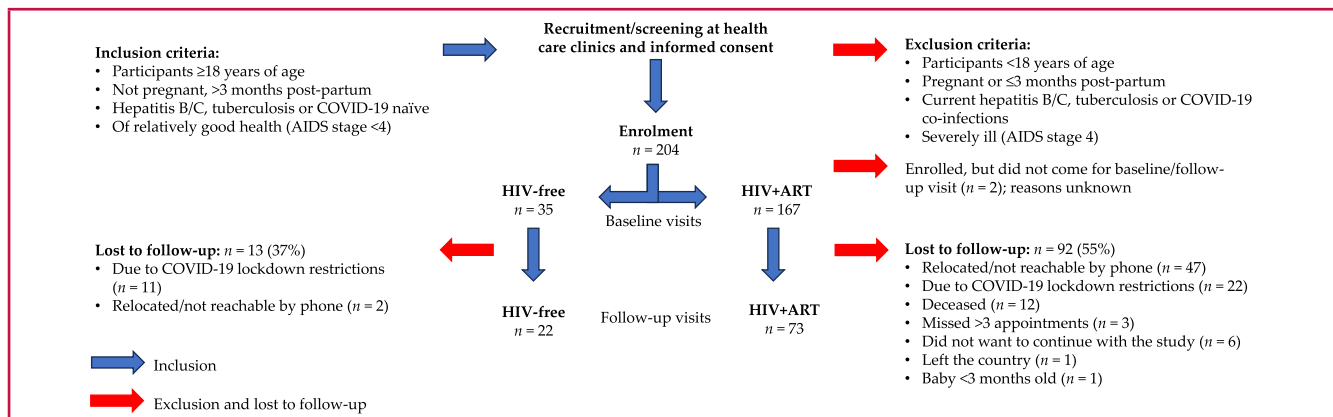 Recruitment/screening at health
care clinics and informed consent
Inclusion criteria:
• Participants ≥18 years of age
• Not pregnant, >3 months post-partum
• Hepatitis B/C, tuberculosis or COVID-19 naïve
• Of relatively good health (AIDS stage <4)
Exclusion criteria:
• Participants <18 years of age
• Pregnant or ≤3 months post-partum
• Current hepatitis B/C, tuberculosis or COVID-19
co-infections
• Severely ill (AIDS stage 4)
Enrolment
n = 204
Enrolled, but did not come for baseline/follow-
up visit (n = 2); reasons unknown
HIV-free
n = 35
Baseline visits
HIV+ART
n = 167
Lost to follow-up: n = 13 (37%)
• Due to COVID-19 lockdown restrictions
(n = 11)
• Relocated/not reachable by phone (n = 2)
Lost to follow-up: n = 92 (55%)
• Relocated/not reachable by phone (n = 47)
• Due to COVID-19 lockdown restrictions (n = 22)
• Deceased (n = 12)
• Missed >3 appointments (n = 3)
• Did not want to continue with the study (n = 6)
• Left the country (n = 1)
• Baby <3 months old (n = 1)
HIV-free
n = 22
Follow-up visits
HIV+ART
n = 73
Inclusion
Exclusion and lost to follow-up